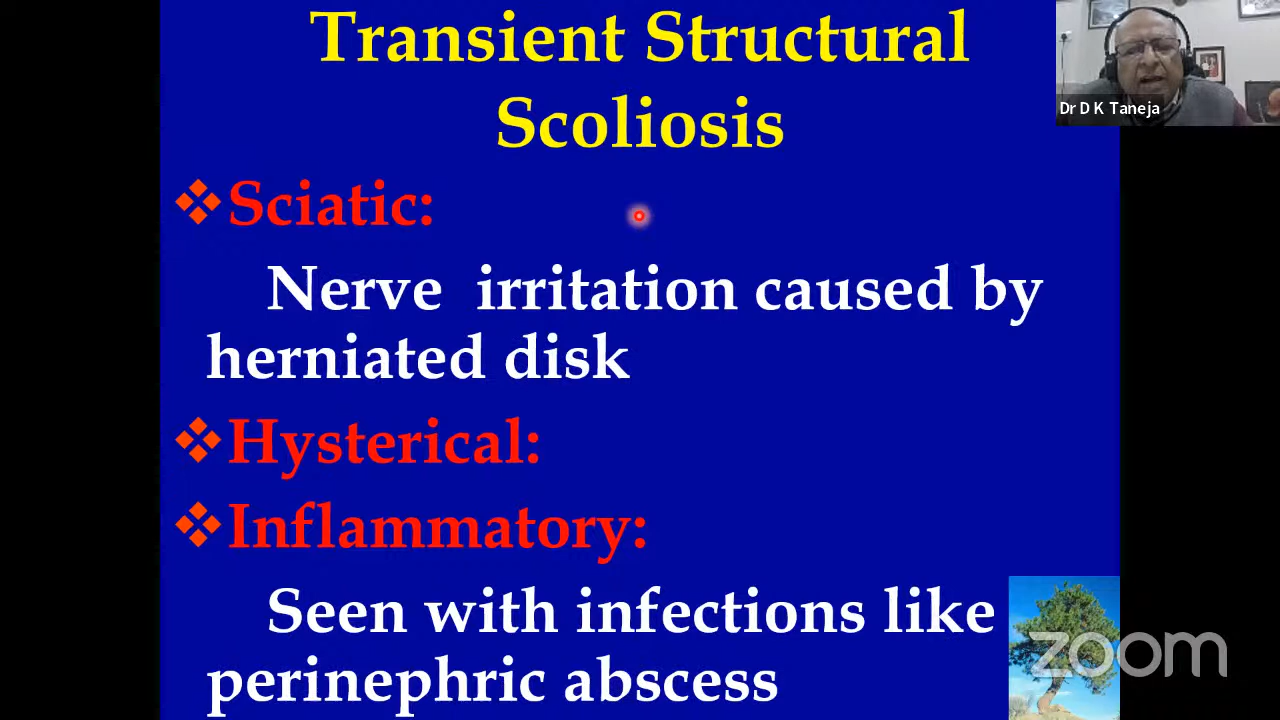 Transient Structural
Scoliosis
Dr D K Taneja
❖Sciatic:
Nerve irritation caused by
herniated disk
❖Hysterical:
❖Inflammatory:
Seen with infections like
perinephric abscess
zoom